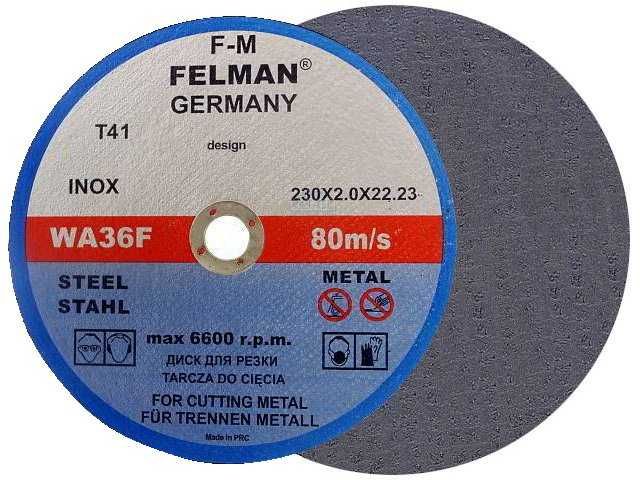 F-M
FELMAN®
GERMANY
T41
design
INOX
230X2.0X22.23
WA36F
80m/s
STEEL
STAHL
METAL
max 6600 r.p.m.
ДИСК ДЛЯ РЕЗКИ
TARCZA DO CIĘCIA
FOR CUTTING METAL
FÜR TRENNEN METALL
Made in PRC